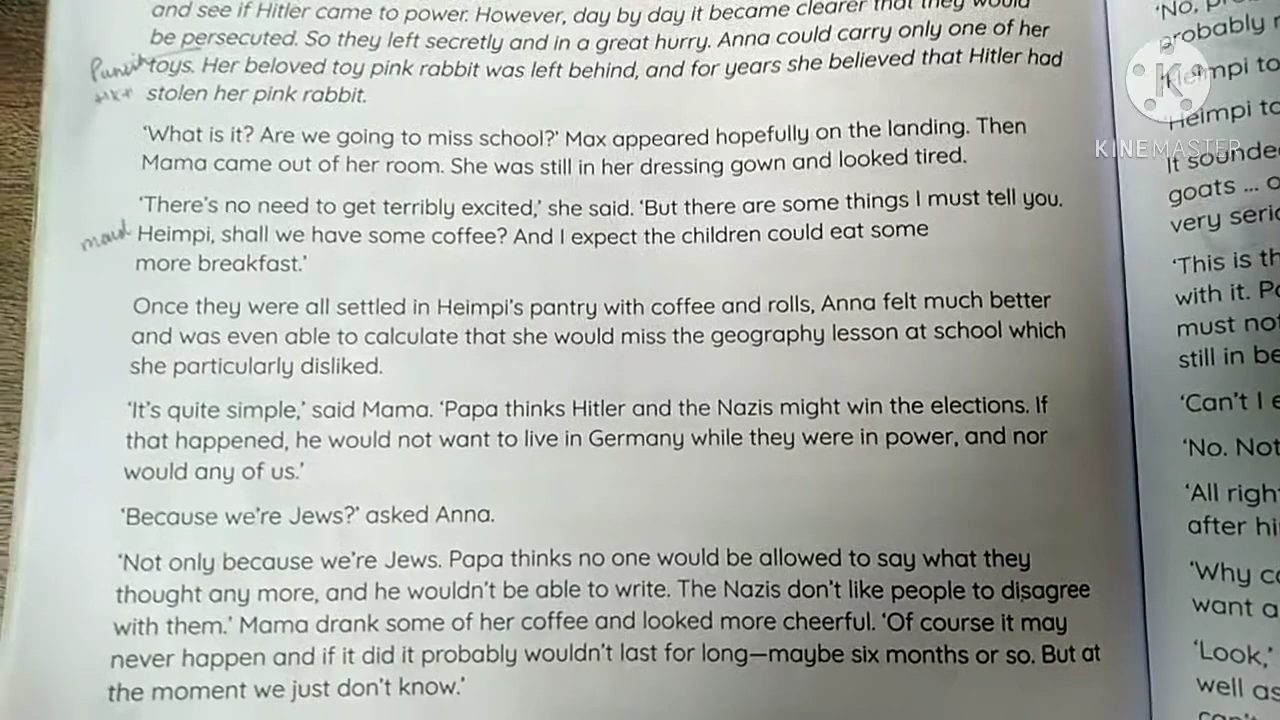 and see if Hitler came to power. However, day by day it became clearer that they would
be persecuted. So they left secretly and in a great hurry. Anna could carry only one of her
toys. Her beloved toy pink rabbit was left behind, and for years she believed that Hitler had
stolen her pink rabbit.
'What is it? Are we going to miss school?' Max appeared hopefully on the landing. Then
Mama came out of her room. She was still in her dressing gown and looked tired.
'There's no need to get terribly excited,' she said. 'But there are some things I must tell you.
maid
Heimpi, shall we have some coffee? And I expect the children could eat some
more breakfast.'
Once they were all settled in Heimpi's pantry with coffee and rolls, Anna felt much better
and was even able to calculate that she would miss the geography lesson at school which
she particularly disliked.
'It's quite simple,' said Mama. 'Papa thinks Hitler and the Nazis might win the elections. If
that happened, he would not want to live in Germany while they were in power, and nor
would any of us.'
'Because we're Jews?' asked Anna.
'Not only because we're Jews. Papa thinks no one would be allowed to say what they
thought any more, and he wouldn't be able to write. The Nazis don't like people to disagree
with them.' Mama drank some of her coffee and looked more cheerful. 'Of course it may
never happen and if it did it probably wouldn't last for long—maybe six months or so. But at
the moment we just don't know.'
'No,
probably
Heimpi to
Heimpi to
It sounde
goats ...
very
'This is th
with it.
must
still in be
'Can't I
'No. Not
'All
after hi
'Why
want a
'Look,'
well as
K
KINEMASTER